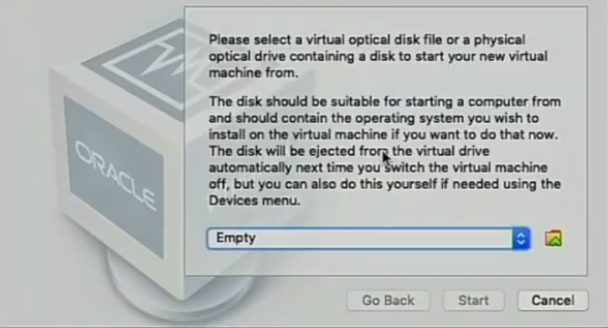 Please select a virtual optical disk file or a physical
optical drive containing a disk to start your new virtual
machine from.
The disk should be suitable for starting a computer from
and should contain the operating system you wish to
install on the virtual machine if you want to do that now.
The disk will be ejected from the virtual drive
automatically next time you switch the virtual machine
off, but you can also do this yourself if needed using the
Devices menu.
ORACLE
Empty
Go Back
Start
Cancel